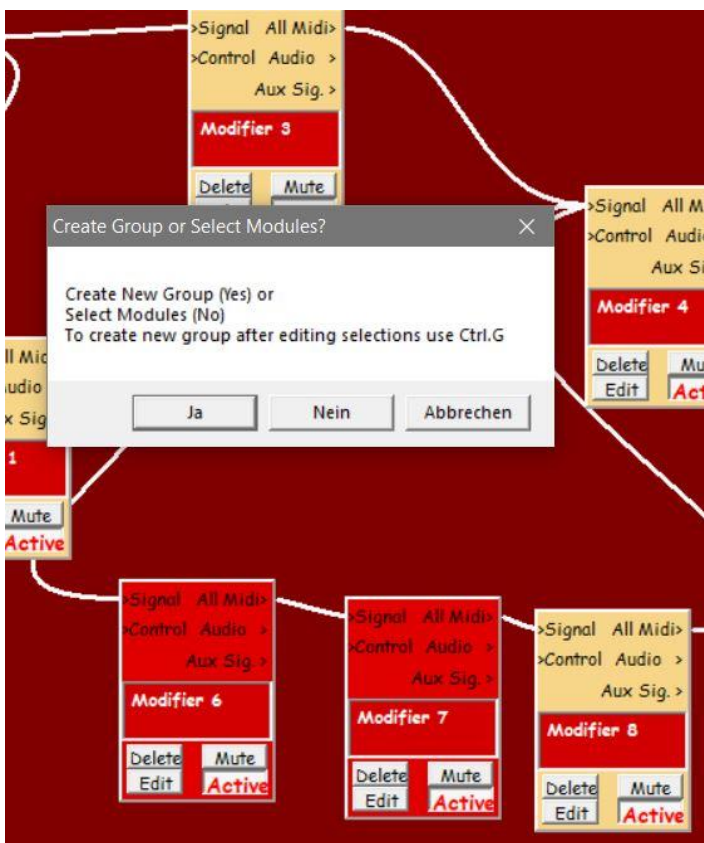 >Signal All Midi>
>Control Audio >
Aux Sig. >
Modifier 3
Delete Mute
>Signal All M
>Control Audi
Aux Si
Modifier 4
Delete Mu
Edit Act
Create Group or Select Modules?
Create New Group (Yes) or
Select Modules (No)
To create new group after editing selections use Ctrl.G
Ja Nein Abbrechen
ll Mid
udio
x Sig
1
Mute
Active
>Signal All Midi>
>Control Audio >
Aux Sig. >
Modifier 6
Delete Mute
Edit Active
>Signal All Midi>
>Control Audio >
Aux Sig. >
Modifier 7
Delete Mute
Edit Active
>Signal All Midi>
>Control Audio >
Aux Sig. >
Modifier 8
Delete Mute
Edit Active